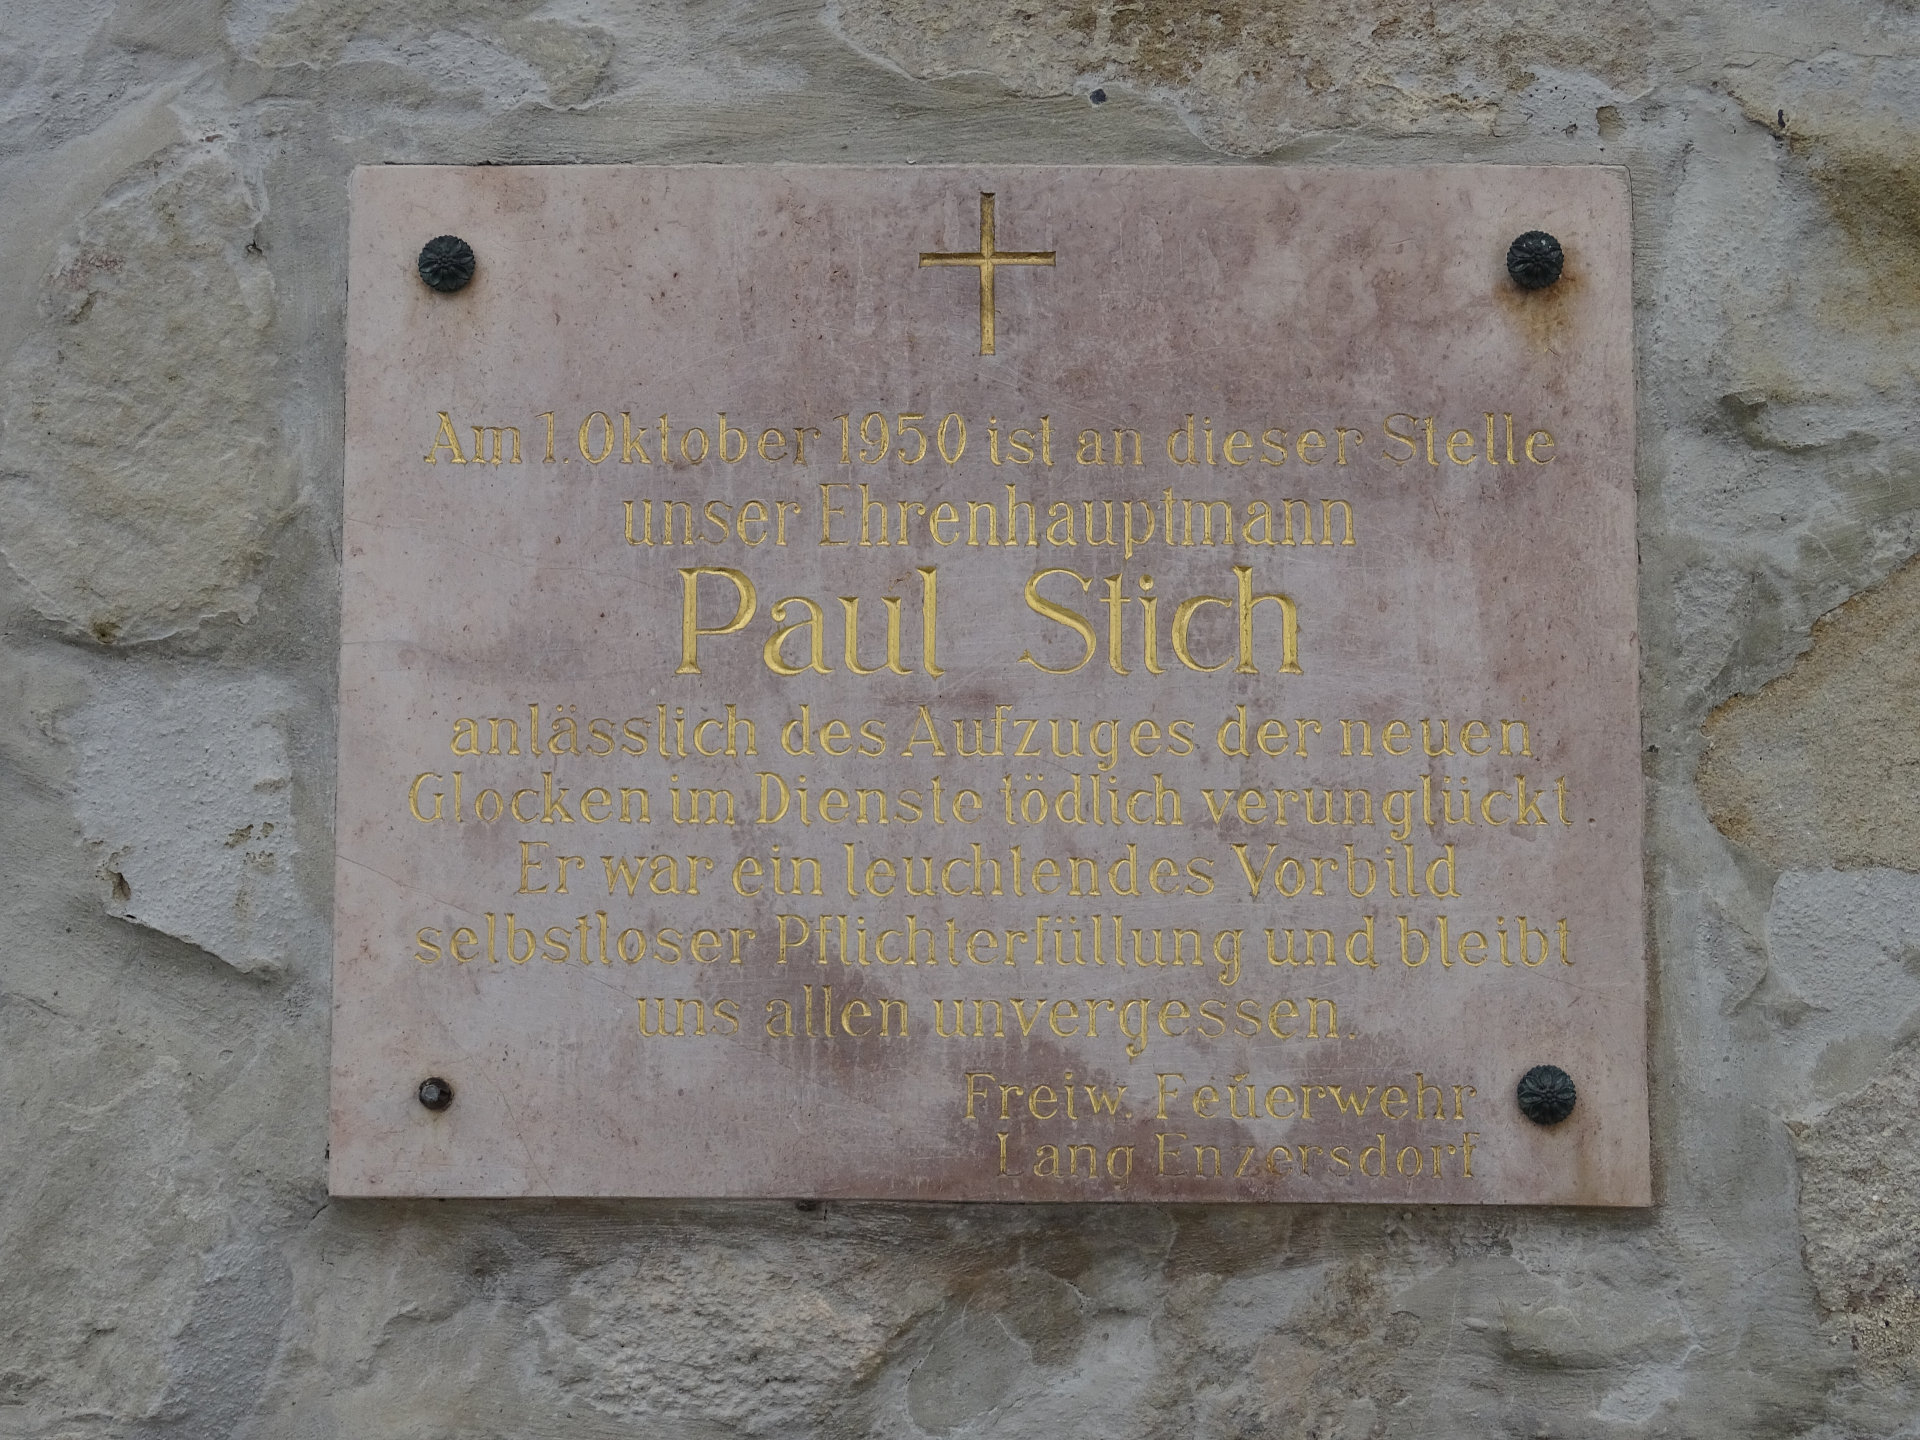 Am 1. Oktober 1950 ist an dieser Stelle
unser Ehrenhauptmann
Paul Stich
anlässlich des Aufzuges der neuen
Glocken im Dienste tödlich verunglückt.
Er war ein leuchtendes Vorbild
selbstloser Pflichterfüllung und bleibt
uns allen unvergessen.
Freiw. Feuerwehr
Lang Enzersdorf